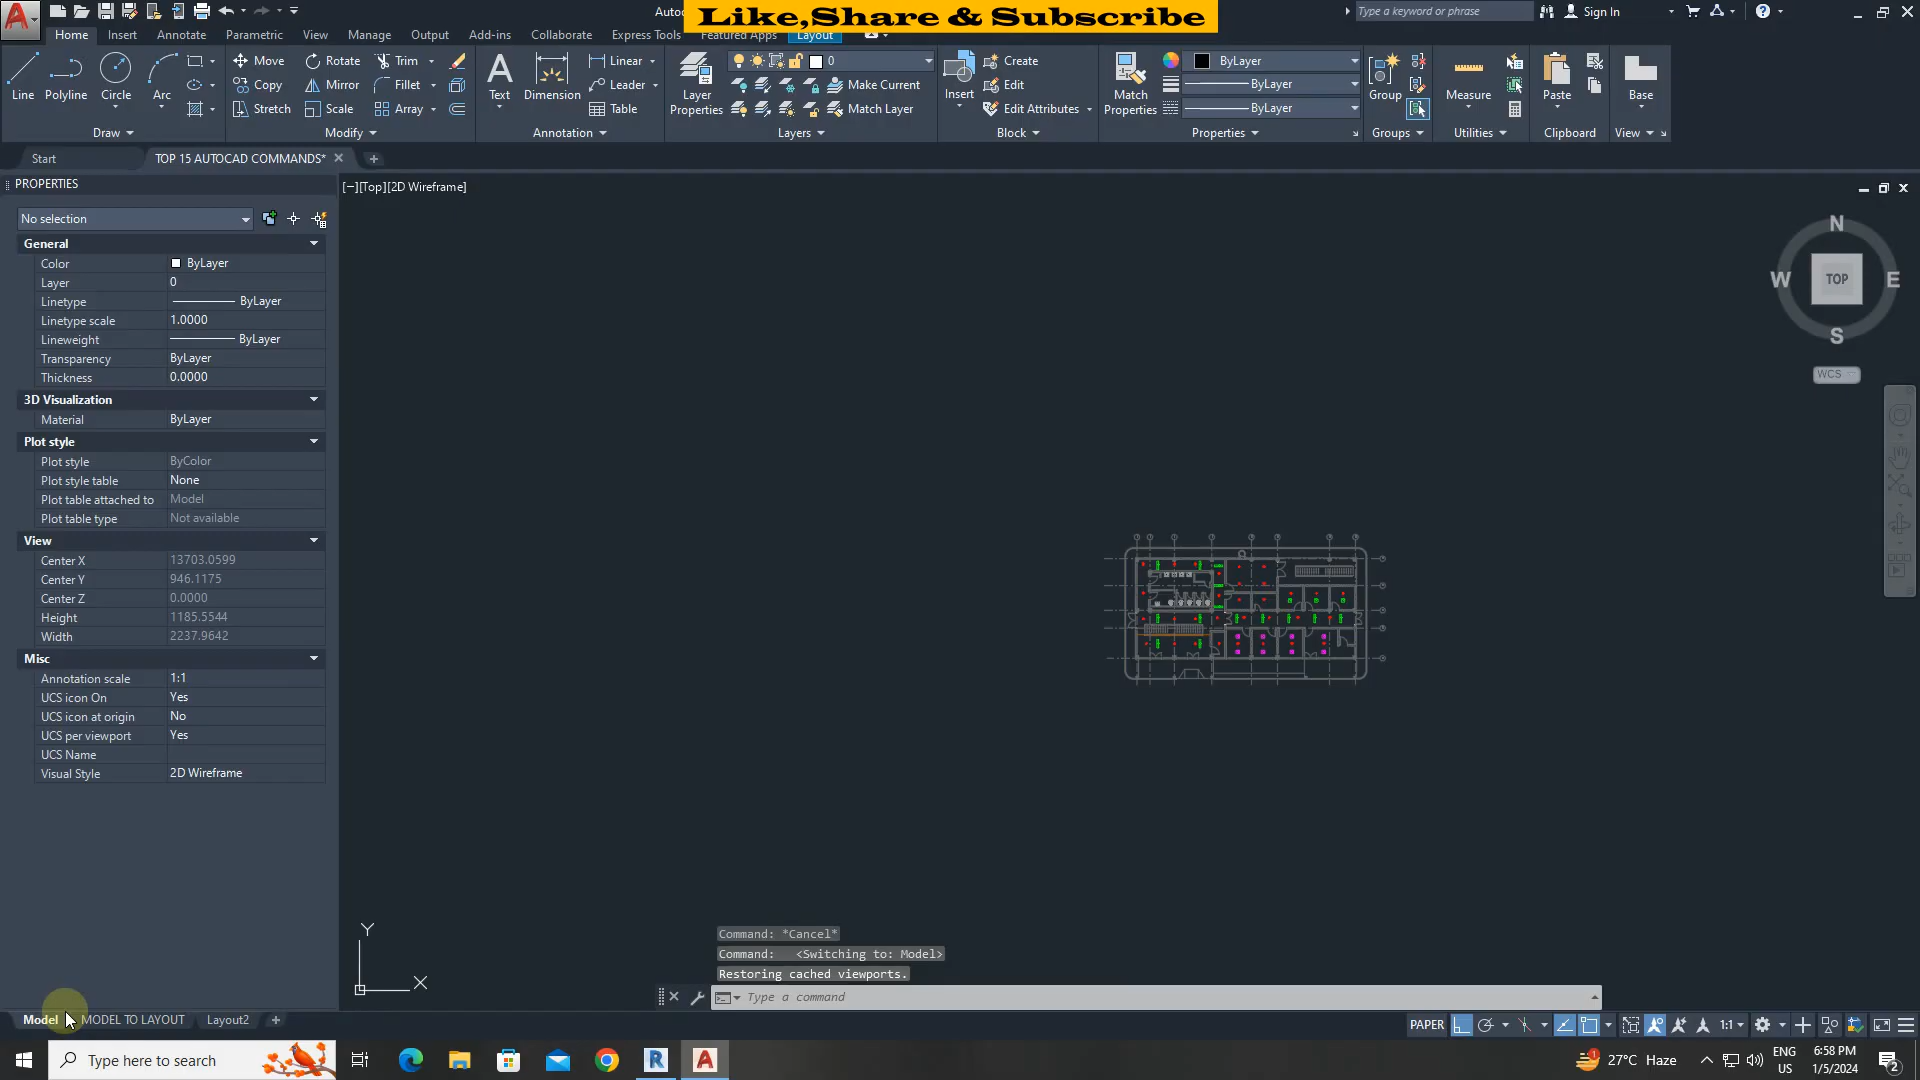 Autoc
Like,Share & Subscribe
Type a keyword or phrase
Sign In
Home Insert Annotate Parametric View Manage Output Add-ins Collaborate Express Tools Featured Apps Layout
Line Polyline Circle Arc
Move Rotate Trim
Copy Mirror Fillet
Stretch Scale Array
Text Dimension
Linear
Leader
Table
Layer Properties
0
Make Current
Match Layer
Insert
Create
Edit
Edit Attributes
Match Properties
ByLayer
ByLayer
ByLayer
Group Measure Paste Base
Draw Modify Annotation Layers Block Properties Groups Utilities Clipboard View
Start TOP 15 AUTOCAD COMMANDS*
PROPERTIES
[−][Top][2D Wireframe]
No selection
General
Color ByLayer
Layer 0
Linetype ByLayer
Linetype scale 1.0000
Lineweight ByLayer
Transparency ByLayer
Thickness 0.0000
3D Visualization
Material ByLayer
Plot style
Plot style ByColor
Plot style table None
Plot table attached to Model
Plot table type Not available
View
Center X 13703.0599
Center Y 946.1175
Center Z 0.0000
Height 1185.5544
Width 2237.9642
Misc
Annotation scale 1:1
UCS icon On Yes
UCS icon at origin No
UCS per viewport Yes
UCS Name
Visual Style 2D Wireframe
N
W TOP E
S
WCS
Y
X
Command: *Cancel*
Command: <Switching to: Model>
Restoring cached viewports.
Type a command
Model MODEL TO LAYOUT Layout2
PAPER 1:1
Type here to search
R A
27°C Haze
ENG
US
6:58 PM
1/5/2024
2